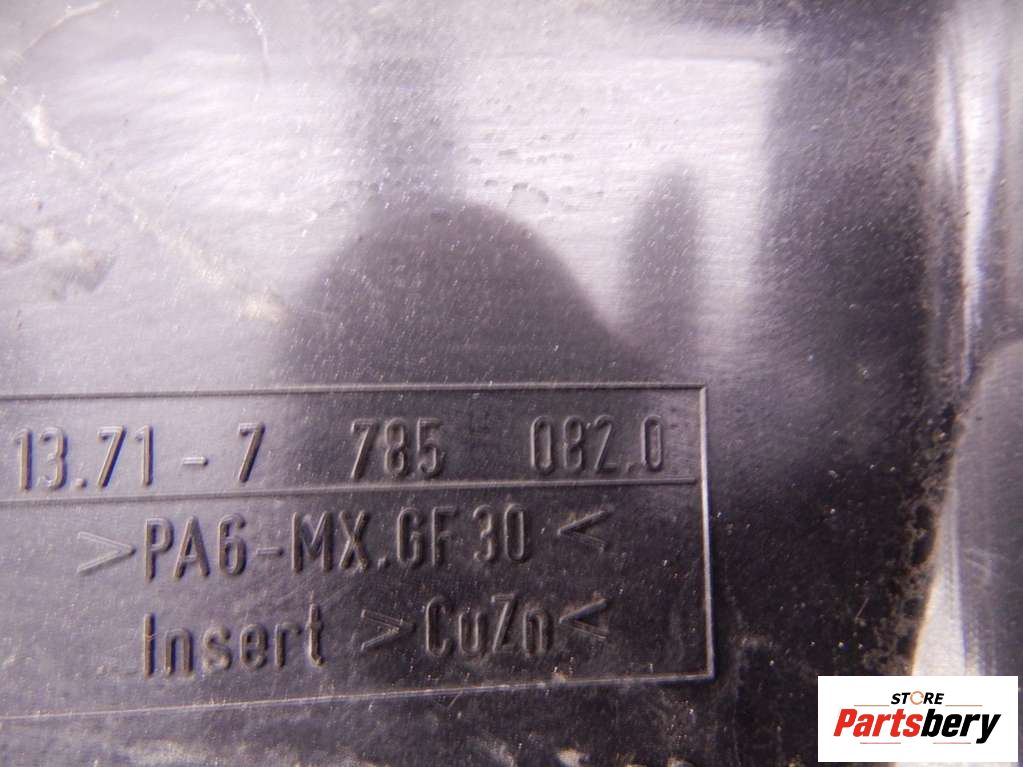 13.71 - 7 785 082.0
>PA6-MX.GF30<
Insert >CuZn<
STORE
Partsbery